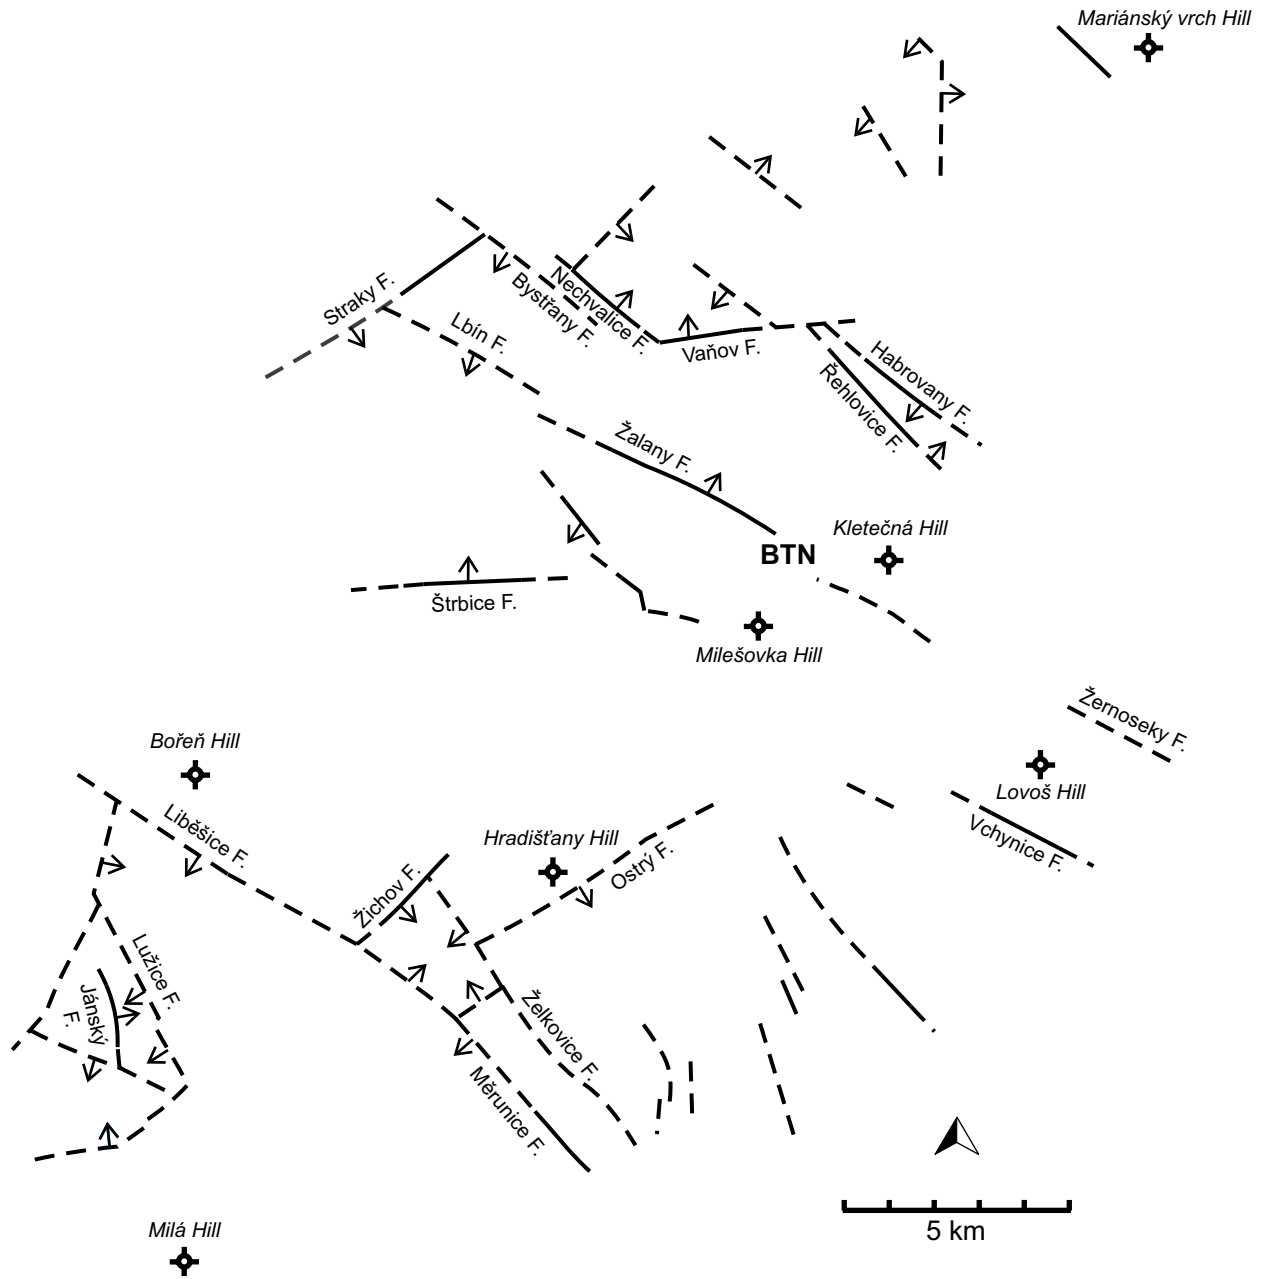 Mariánský vrch Hill
Straky F.
Bystřany F.
Nechvalice F.
Lbín F.
Vaňov F.
Habrovany F.
Řehlovice F.
Žalany F.
Kletečná Hill
BTN
Štrbice F.
Milešovka Hill
Žernoseky F.
Bořeň Hill
Lovoš Hill
Liběšice F.
Hradišťany Hill
Vchynice F.
Ostrý F.
Žichov F.
Lužice F.
Jánský
F.
Želkovice F.
Měrunice F.
5 km
Milá Hill